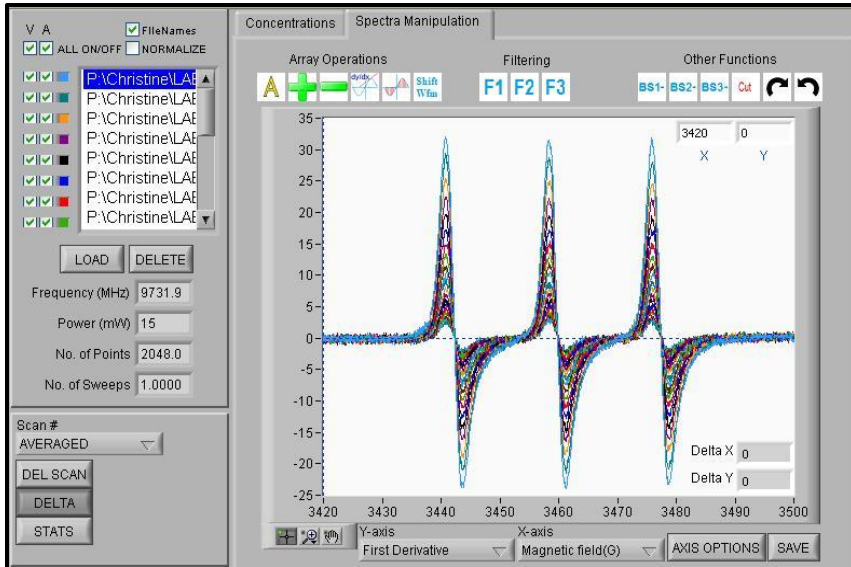 V A
FileNames
ALL ON/OFF NORMALIZE
P:\Christine\LAE
P:\Christine\LAE
P:\Christine\LAE
P:\Christine\LAE
P:\Christine\LAE
P:\Christine\LAE
P:\Christine\LAE
P:\Christine\LAE
LOAD DELETE
Frequency (MHz) 9731.9
Power (mW) 15
No. of Points 2048.0
No. of Sweeps 1.0000
Scan #
AVERAGED
DEL SCAN
DELTA
STATS
Concentrations Spectra Manipulation
Array Operations Filtering Other Functions
A dy/dx Shift Wfm F1 F2 F3 BS1- BS2- BS3- Cut
3420 0
X Y
35
30
25
20
15
10
5
0
-5
-10
-15
-20
-25
Delta X 0
Delta Y 0
3420 3430 3440 3450 3460 3470 3480 3490 3500
Y-axis X-axis
First Derivative Magnetic field(G) AXIS OPTIONS SAVE